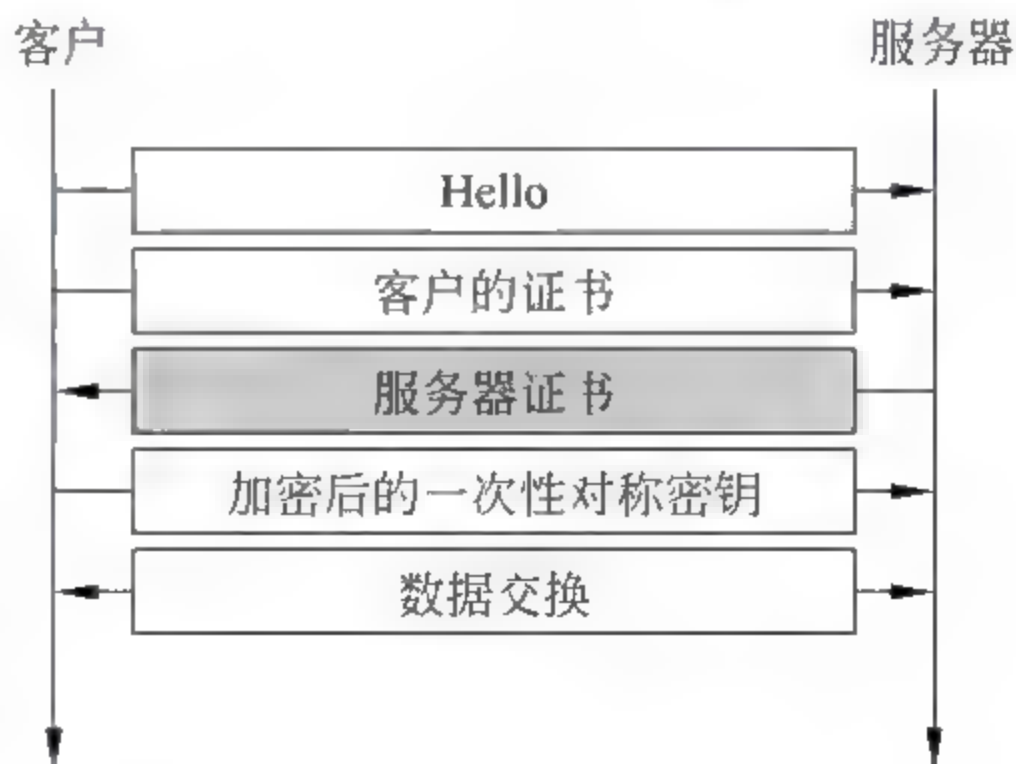 客户
服务器
Hello
客户的证书
服务器证书
加密后的一次性对称密钥
数据交换